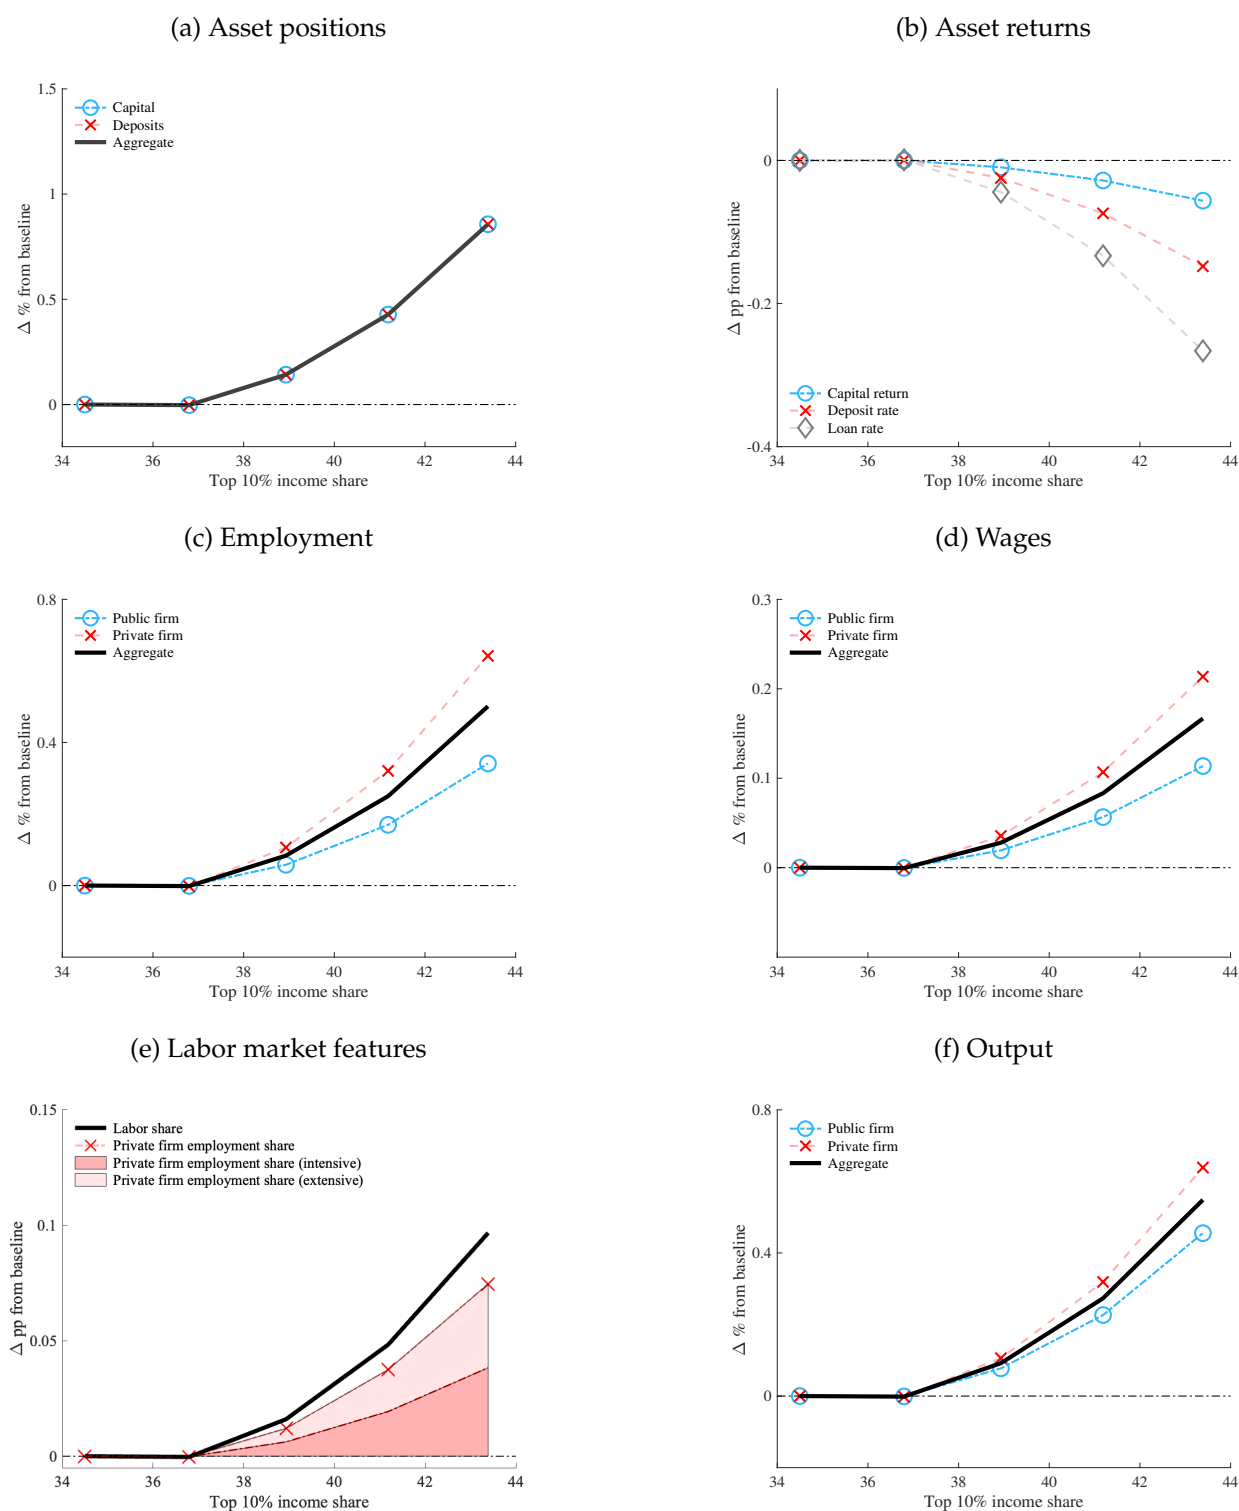 (a) Asset positions
1.5
1
0.5
0
Δ % from baseline
Capital
Deposits
Aggregate
34 36 38 40 42 44
Top 10% income share
(b) Asset returns
0
-0.2
-0.4
Δ pp from baseline
Capital return
Deposit rate
Loan rate
34 36 38 40 42 44
Top 10% income share
(c) Employment
0.8
0.4
0
Δ % from baseline
Public firm
Private firm
Aggregate
34 36 38 40 42 44
Top 10% income share
(d) Wages
0.3
0.2
0.1
0
Δ % from baseline
Public firm
Private firm
Aggregate
34 36 38 40 42 44
Top 10% income share
(e) Labor market features
0.15
0.1
0.05
0
Δ pp from baseline
Labor share
Private firm employment share
Private firm employment share (intensive)
Private firm employment share (extensive)
34 36 38 40 42 44
Top 10% income share
(f) Output
0.8
0.4
0
Δ % from baseline
Public firm
Private firm
Aggregate
34 36 38 40 42 44
Top 10% income share